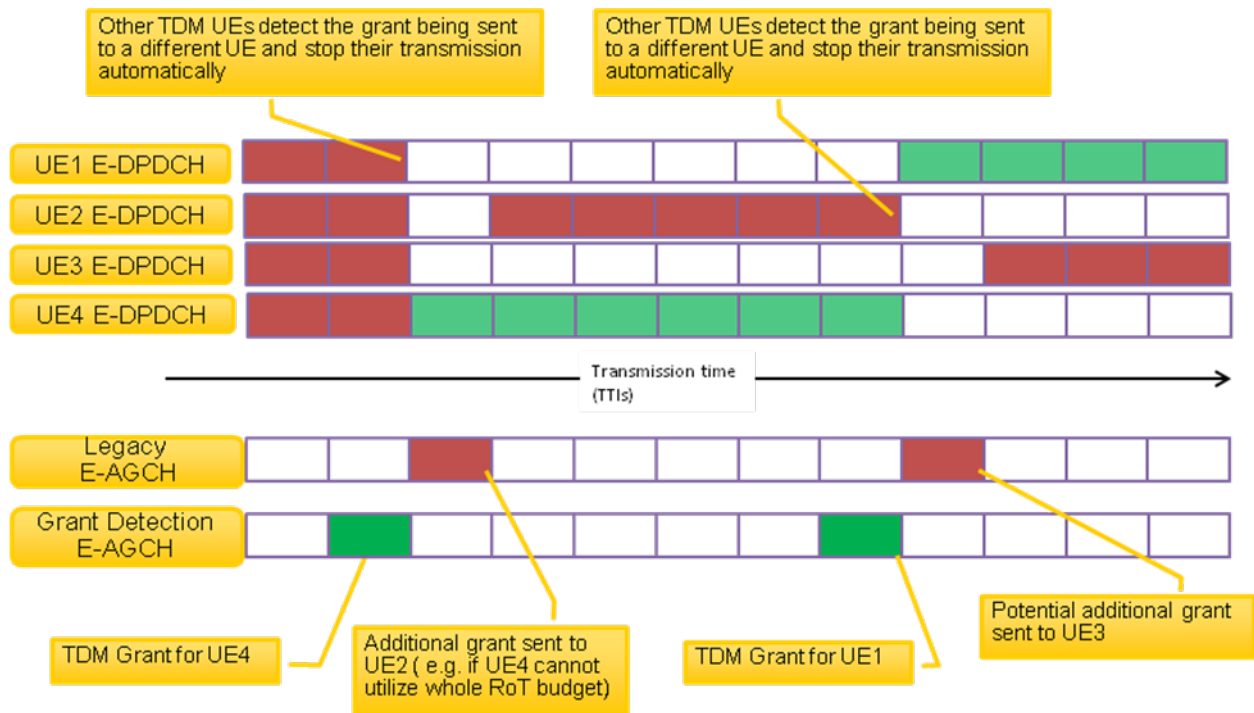 Other TDM UEs detect the grant being sent
to a different UE and stop their transmission
automatically
Other TDM UEs detect the grant being sent
to a different UE and stop their transmission
automatically
UE1 E-DPDCH
UE2 E-DPDCH
UE3 E-DPDCH
UE4 E-DPDCH
Transmission time
(TTIs)
Legacy
E-AGCH
Grant Detection
E-AGCH
TDM Grant for UE4
Additional grant sent to
UE2 ( e.g. if UE4 cannot
utilize whole RoT budget)
TDM Grant for UE1
Potential additional grant
sent to UE3